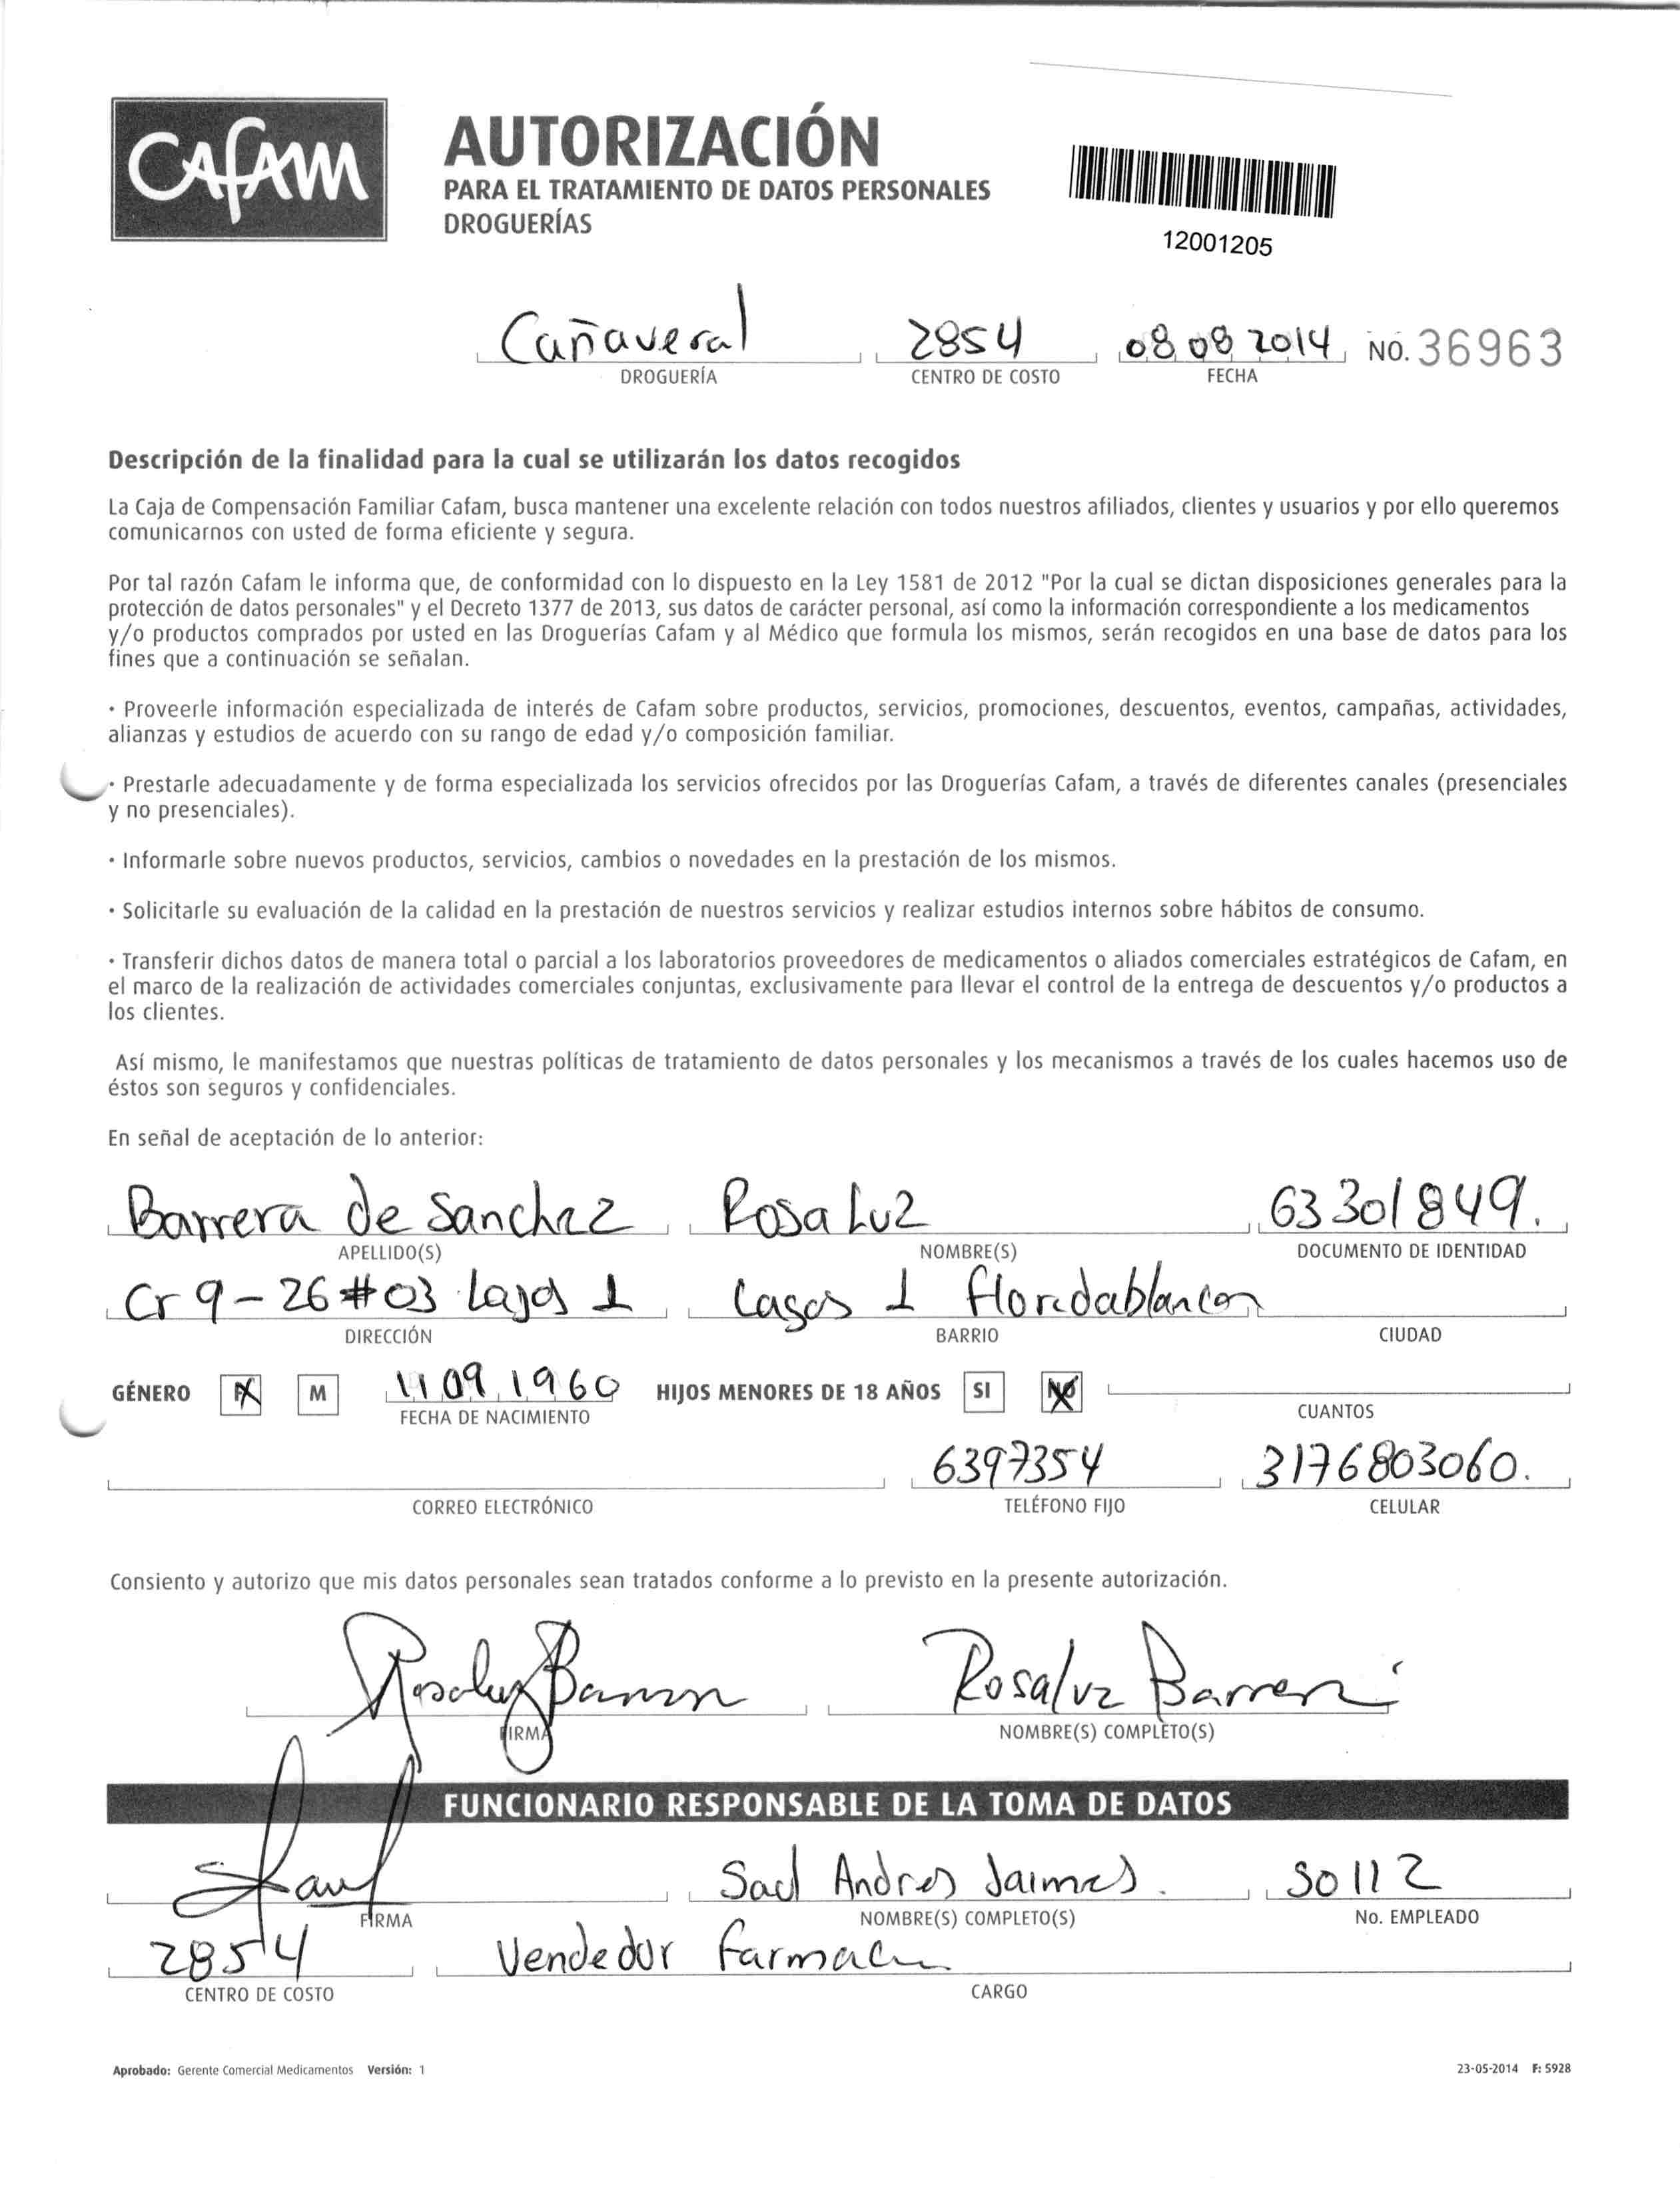 CAFAM
AUTORIZACIÓN
PARA EL TRATAMIENTO DE DATOS PERSONALES
DROGUERÍAS
12001205
Cañaveral 2854 08 08 2014 NO. 36963
DROGUERÍA CENTRO DE COSTO FECHA
Descripción de la finalidad para la cual se utilizarán los datos recogidos
La Caja de Compensación Familiar Cafam, busca mantener una excelente relación con todos nuestros afiliados, clientes y usuarios y por ello queremos
comunicarnos con usted de forma eficiente y segura.
Por tal razón Cafam le informa que, de conformidad con lo dispuesto en la Ley 1581 de 2012 "Por la cual se dictan disposiciones generales para la
protección de datos personales" y el Decreto 1377 de 2013, sus datos de carácter personal, así como la información correspondiente a los medicamentos
y/o productos comprados por usted en las Droguerías Cafam y al Médico que formula los mismos, serán recogidos en una base de datos para los
fines que a continuación se señalan.
· Proveerle información especializada de interés de Cafam sobre productos, servicios, promociones, descuentos, eventos, campañas, actividades,
alianzas y estudios de acuerdo con su rango de edad y/o composición familiar.
· Prestarle adecuadamente y de forma especializada los servicios ofrecidos por las Droguerías Cafam, a través de diferentes canales (presenciales
y no presenciales).
· Informarle sobre nuevos productos, servicios, cambios o novedades en la prestación de los mismos.
· Solicitarle su evaluación de la calidad en la prestación de nuestros servicios y realizar estudios internos sobre hábitos de consumo.
· Transferir dichos datos de manera total o parcial a los laboratorios proveedores de medicamentos o aliados comerciales estratégicos de Cafam, en
el marco de la realización de actividades comerciales conjuntas, exclusivamente para llevar el control de la entrega de descuentos y/o productos a
los clientes.
Así mismo, le manifestamos que nuestras políticas de tratamiento de datos personales y los mecanismos a través de los cuales hacemos uso de
éstos son seguros y confidenciales.
En señal de aceptación de lo anterior:
Barrera de Sanchez Rosa Luz 63301849.
APELLIDO(S) NOMBRE(S) DOCUMENTO DE IDENTIDAD
Cr 9-26 #03 Lagos 1 Lagos 1 Floridablanca
DIRECCIÓN BARRIO CIUDAD
GÉNERO F M 11 09 1960 HIJOS MENORES DE 18 AÑOS SI NO
FECHA DE NACIMIENTO CUANTOS
6397354 3176803060.
CORREO ELECTRÓNICO TELÉFONO FIJO CELULAR
Consiento y autorizo que mis datos personales sean tratados conforme a lo previsto en la presente autorización.
Rosaluz Barrera Rosaluz Barrera
FIRMA NOMBRE(S) COMPLETO(S)
FUNCIONARIO RESPONSABLE DE LA TOMA DE DATOS
Saul Andres Jaimes. 30112
FIRMA NOMBRE(S) COMPLETO(S) No. EMPLEADO
2854 Vendedor
CENTRO DE COSTO CARGO
Aprobado: Gerente Comercial Medicamentos Versión: 1 23-05-2014 F: 5928